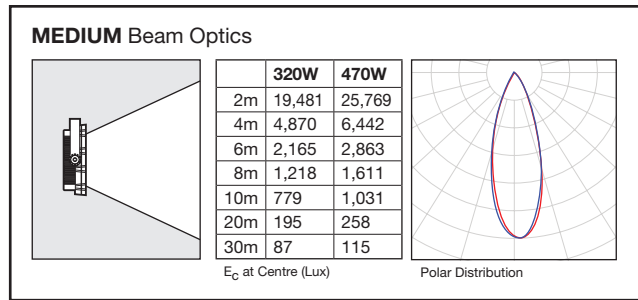 MEDIUM Beam Optics
320W 470W
2m 19,481 25,769
4m 4,870 6,442
6m 2,165 2,863
8m 1,218 1,611
10m 779 1,031
20m 195 258
30m 87 115
EC at Centre (Lux)
Polar Distribution